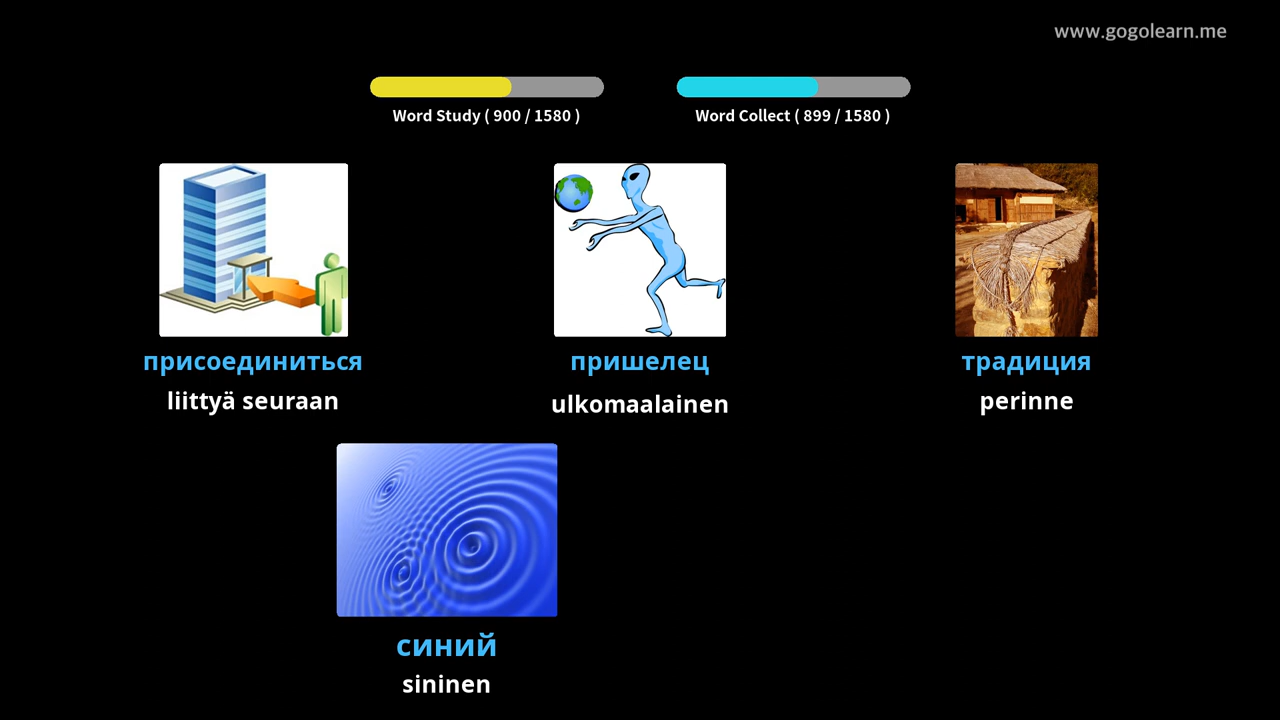 www.gogolearn.me
Word Study ( 900 / 1580 )
Word Collect ( 899 / 1580 )
присоединиться
liittyä seuraan
пришелец
ulkomaalainen
традиция
perinne
синий
sininen